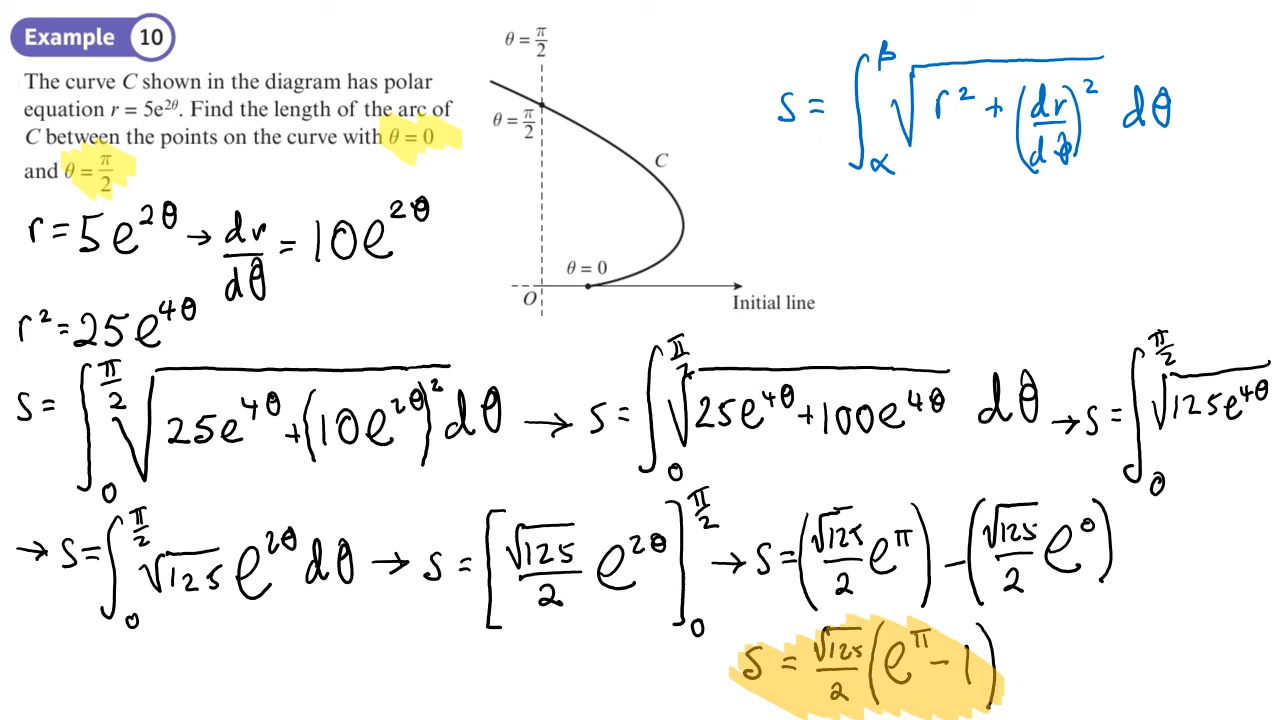 Example 10
The curve C shown in the diagram has polar
equation r = 5e^{2θ}. Find the length of the arc of
C between the points on the curve with θ = 0
and θ = π/2
θ = π/2
θ = π/2
C
θ = 0
O
Initial line
s = ∫_α^β √(r² + (dr/dθ)²) dθ
r = 5e^{2θ} → dr/dθ = 10e^{2θ}
r² = 25e^{4θ}
s = ∫_0^{π/2} √(25e^{4θ} + (10e^{2θ})²) dθ → s = ∫_0^{π/2} √(25e^{4θ} + 100e^{4θ}) dθ → s = ∫_0^{π/2} √(125e^{4θ})
→ s = ∫_0^{π/2} √125 e^{2θ} dθ → s = [√125/2 e^{2θ}]_0^{π/2} → s = (√125/2 e^π) − (√125/2 e^0)
s = √125/2 (e^π − 1)